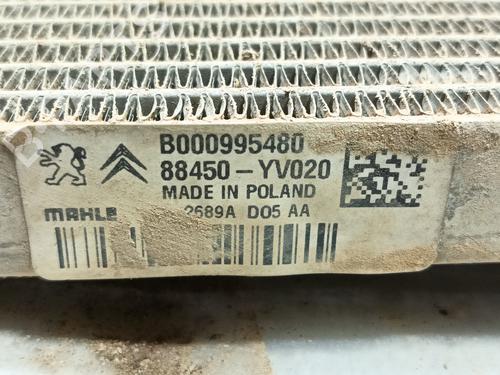 B000995480
88450-YV020
MADE IN POLAND
MAHLE 2689A D05 AA